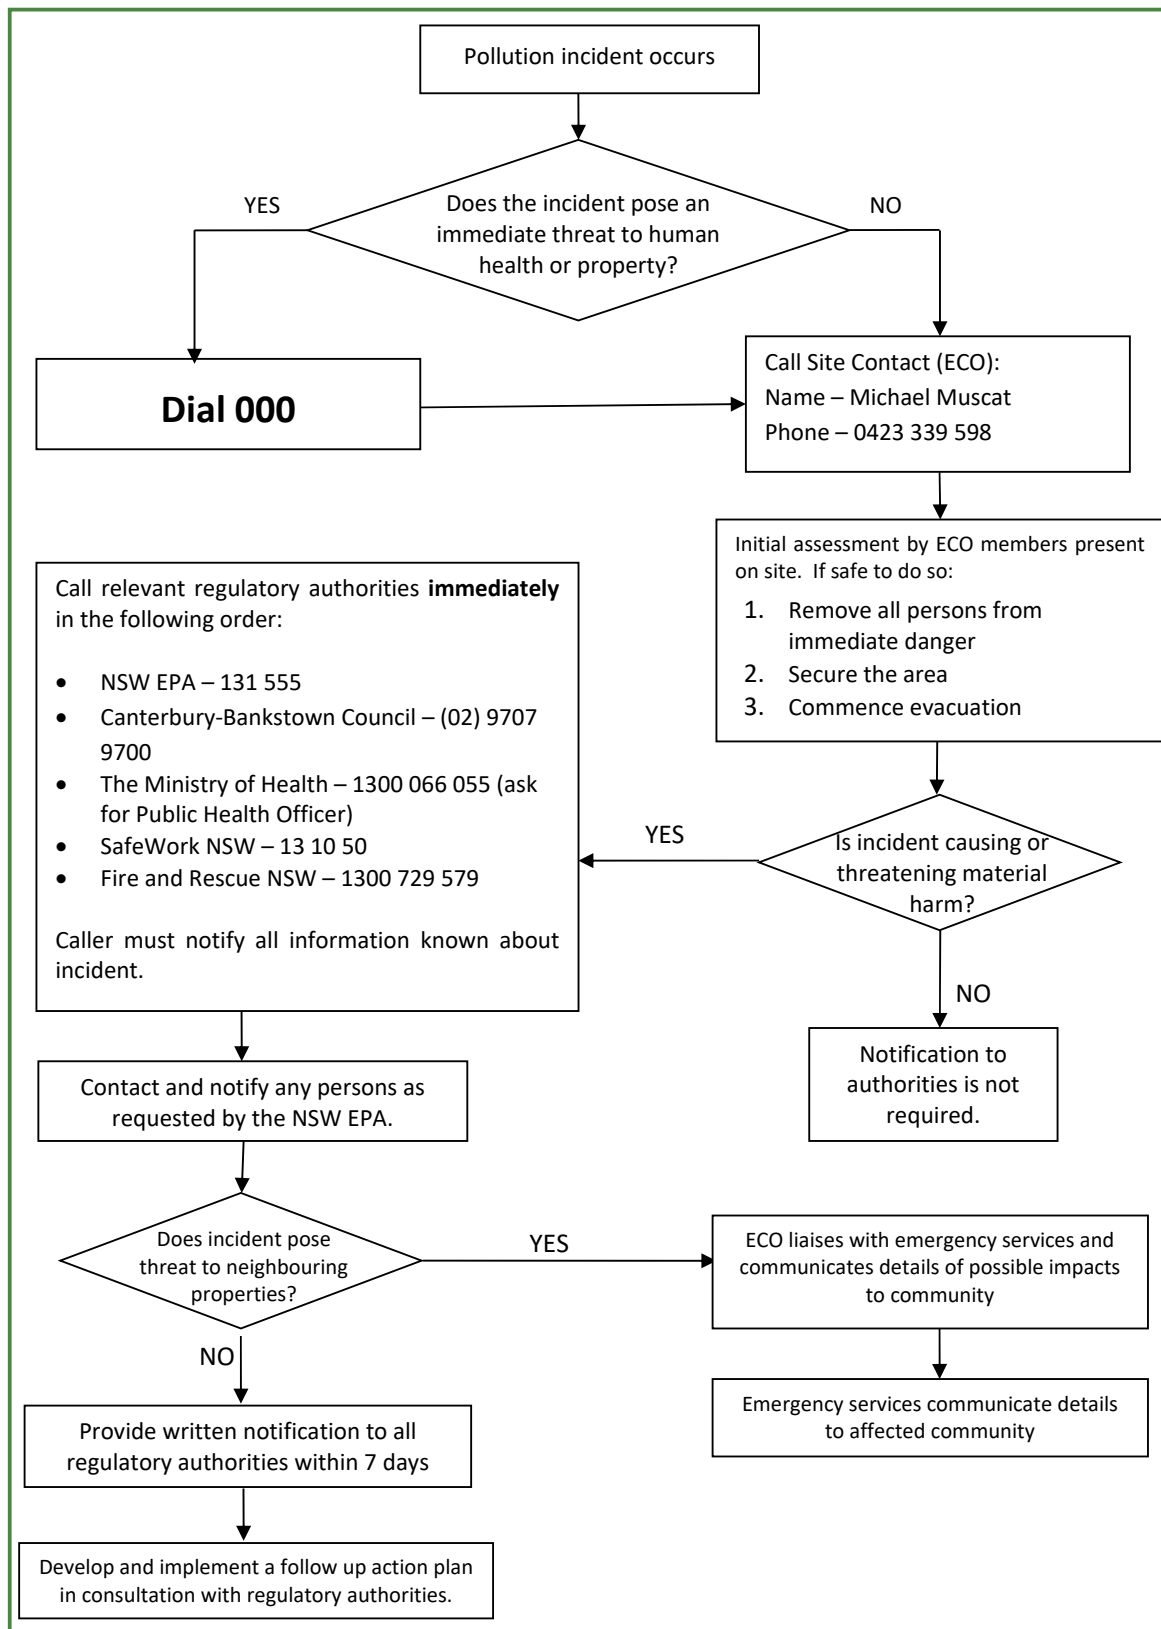 Pollution incident occurs
Does the incident pose an
immediate threat to human
health or property?
YES
NO
Dial 000
Call Site Contact (ECO):
Name – Michael Muscat
Phone – 0423 339 598
Initial assessment by ECO members present
on site. If safe to do so:
1. Remove all persons from
immediate danger
2. Secure the area
3. Commence evacuation
Is incident causing or
threatening material
harm?
YES
NO
Call relevant regulatory authorities immediately
in the following order:
• NSW EPA – 131 555
• Canterbury-Bankstown Council – (02) 9707
9700
• The Ministry of Health – 1300 066 055 (ask
for Public Health Officer)
• SafeWork NSW – 13 10 50
• Fire and Rescue NSW – 1300 729 579
Caller must notify all information known about
incident.
Notification to
authorities is not
required.
Contact and notify any persons as
requested by the NSW EPA.
Does incident pose
threat to neighbouring
properties?
YES
NO
ECO liaises with emergency services and
communicates details of possible impacts
to community
Emergency services communicate details
to affected community
Provide written notification to all
regulatory authorities within 7 days
Develop and implement a follow up action plan
in consultation with regulatory authorities.